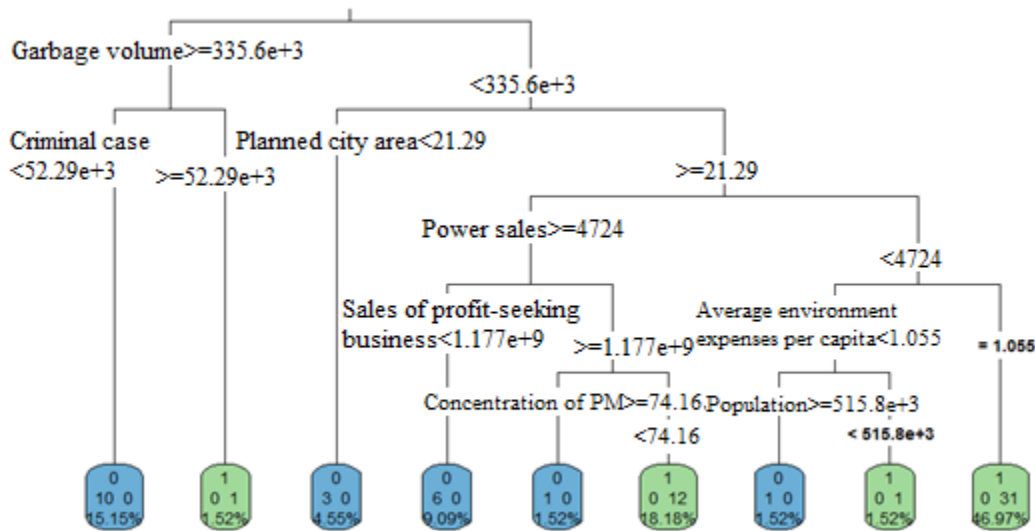 Garbage volume>=335.6e+3
<335.6e+3
Criminal case
<52.29e+3
>=52.29e+3
Planned city area<21.29
>=21.29
Power sales>=4724
<4724
Sales of profit-seeking
business<1.177e+9
>=1.177e+9
Average environment
expenses per capita<1.055
= 1.055
Concentration of PM>=74.16
<74.16
Population>=515.8e+3
< 515.8e+3
0
10 0
15.15%
1
0 1
1.52%
0
3 0
4.55%
0
6 0
9.09%
0
1 0
1.52%
1
0 12
18.18%
0
1 0
1.52%
1
0 1
1.52%
1
0 31
46.97%